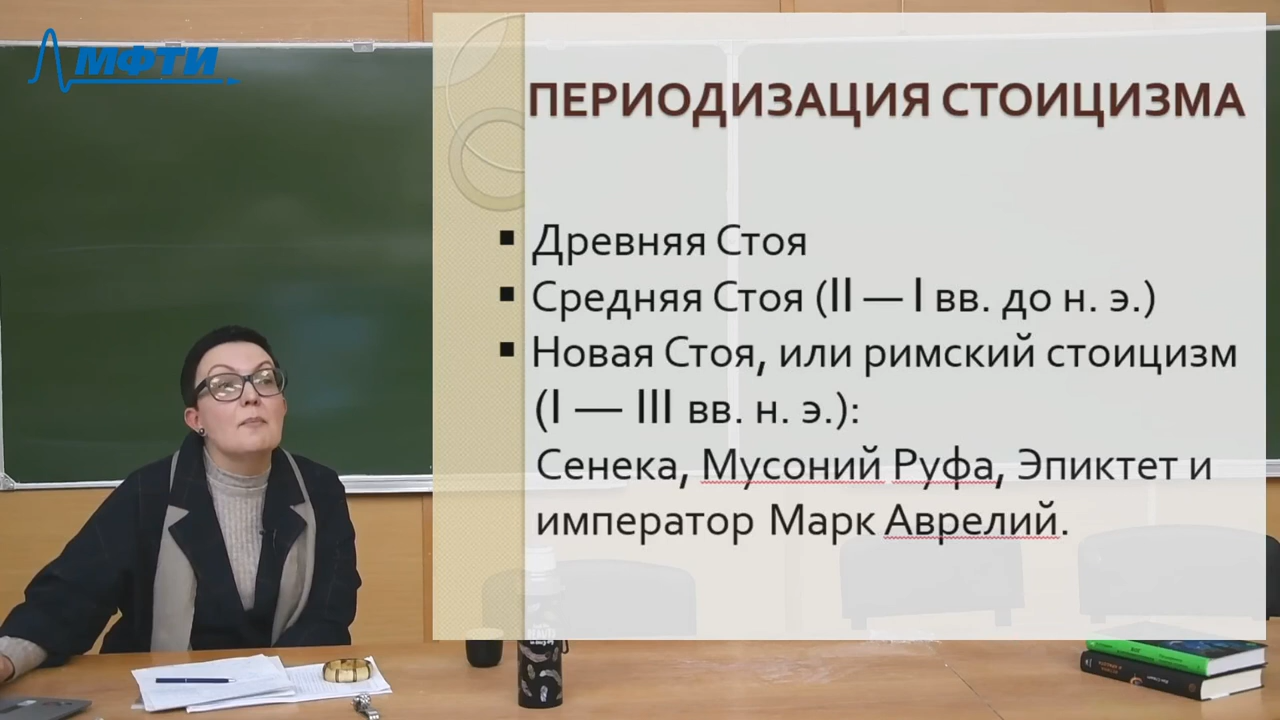 МФТИ
ПЕРИОДИЗАЦИЯ СТОИЦИЗМА
Древняя Стоя
Средняя Стоя (II — I вв. до н. э.)
Новая Стоя, или римский стоицизм
(I — III вв. н. э.):
Сенека, Мусоний Руфа, Эпиктет и
император Марк Аврелий.